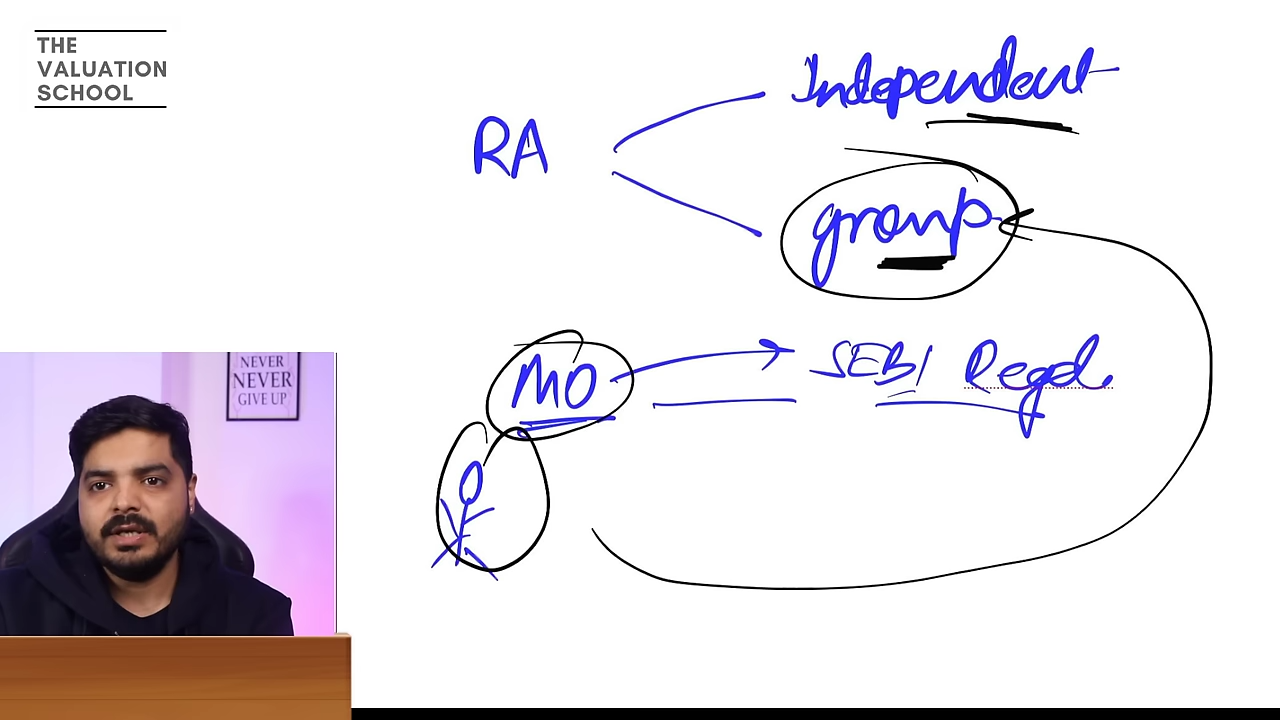 THE
VALUATION
SCHOOL
Independent
RA
group
MO
SEBI Regd.
NEVER
NEVER
GIVE UP